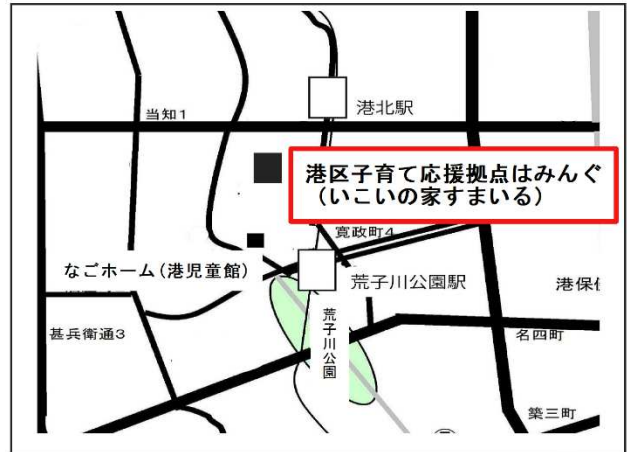 港北駅
当知1
港区子育て応援拠点はみんぐ
（いこいの家すまいる）
寛政町4
なごホーム（港児童館）
荒子川公園駅
港保
荒子川公園
甚兵衛通3
名四町
築三町